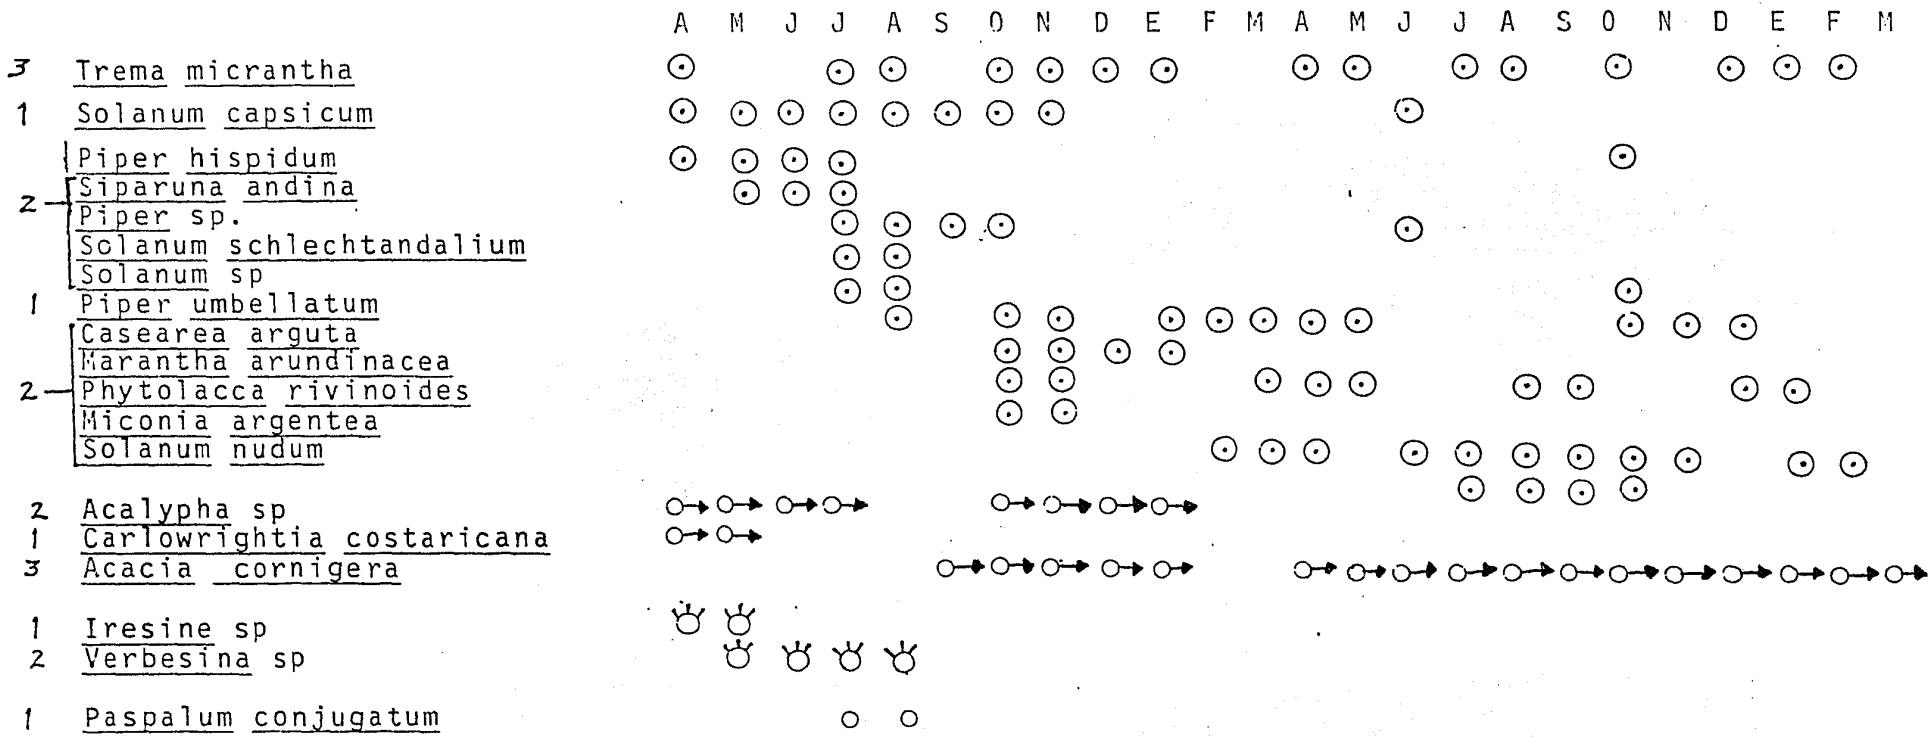 A M J J A S O N D E F M A M J J A S O N D E F M
3 Trema micrantha
1 Solanum capsicum
Piper hispidum
Siparuna andina
2 Piper sp.
Solanum schlechtandalium
Solanum sp
1 Piper umbellatum
Casearea arguta
Marantha arundinacea
2 Phytolacca rivinoides
Miconia argentea
Solanum nudum
2 Acalypha sp
1 Carlowrightia costaricana
3 Acacia cornigera
1 Iresine sp
2 Verbesina sp
1 Paspalum conjugatum